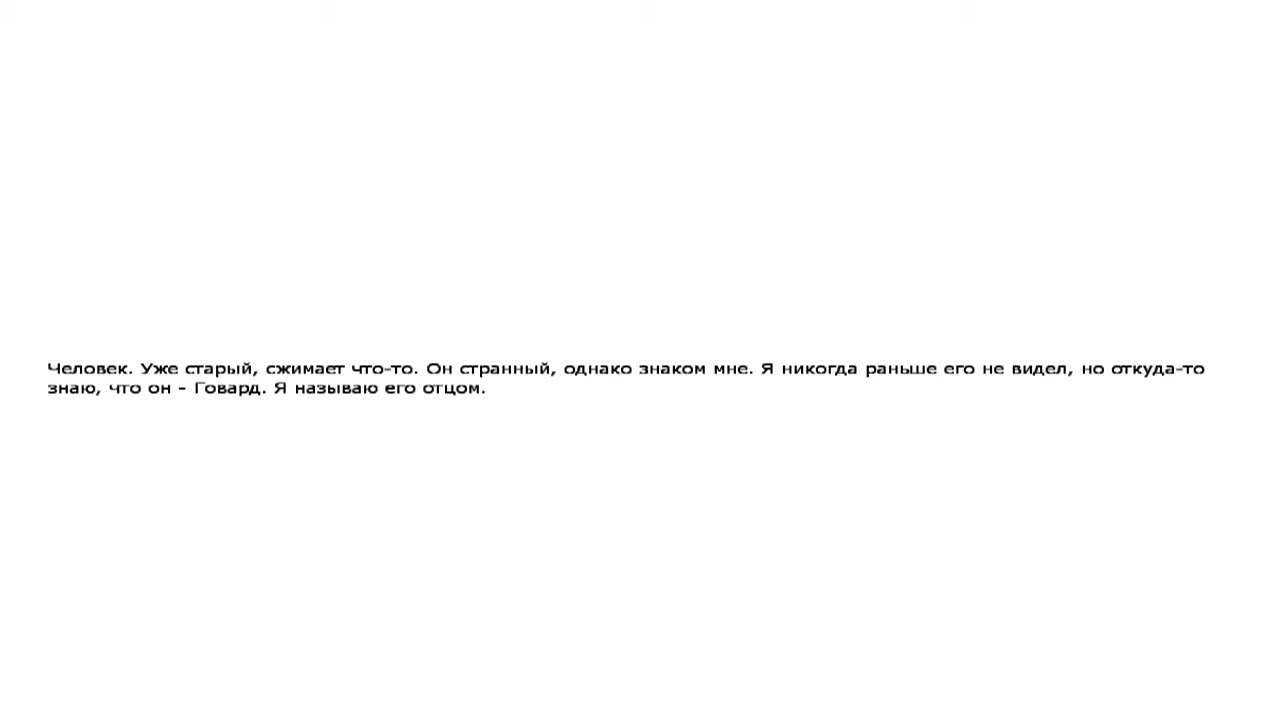 Человек. Уже старый, сжимает что-то. Он странный, однако знаком мне. Я никогда раньше его не видел, но откуда-то
знаю, что он - Говард. Я называю его отцом.